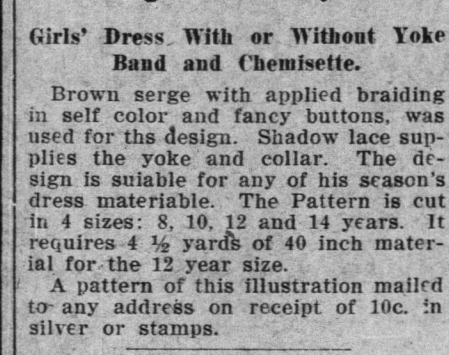 Girls' Dress With or Without Yoke
Band and Chemisette.
Brown serge with applied braiding
in self color and fancy buttons, was
used for ths design. Shadow lace sup-
plies the yoke and collar. The de-
sign is suiable for any of his season's
dress materiable. The Pattern is cut
in 4 sizes: 8, 10, 12 and 14 years. It
requires 4 ½ yards of 40 inch mater-
ial for the 12 year size.
A pattern of this illustration mailed
to any address on receipt of 10c. in
silver or stamps.